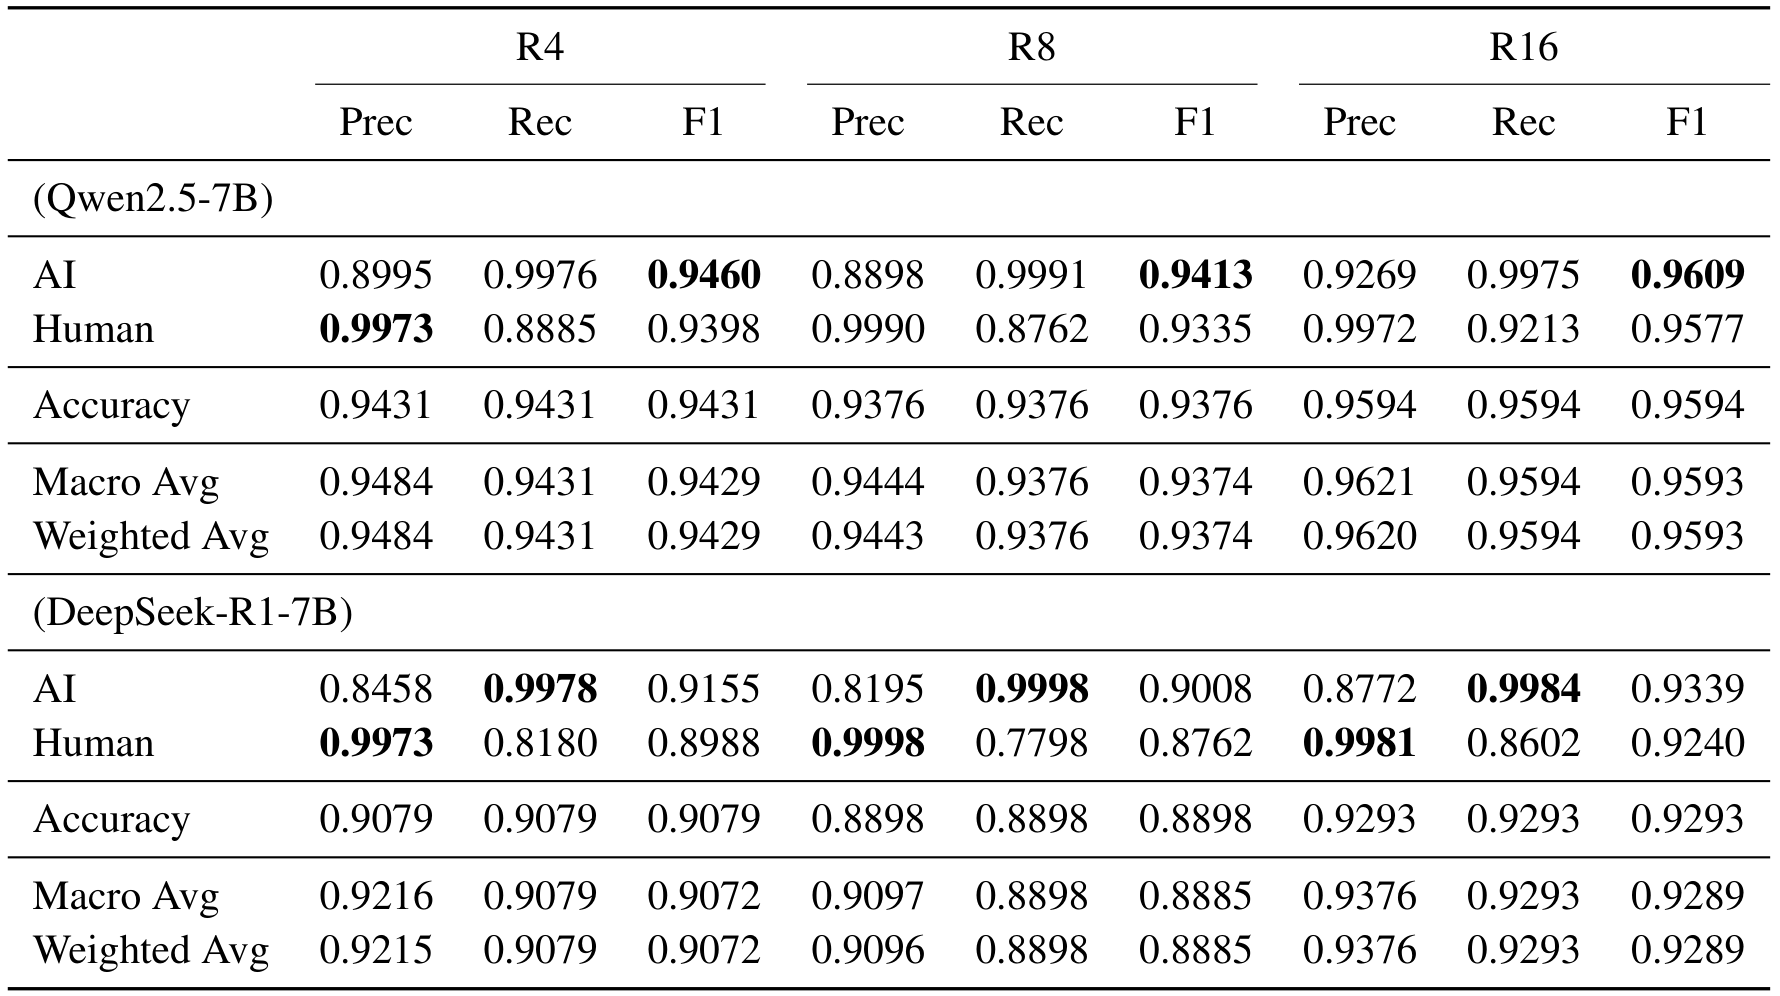 R4 R8 R16
Prec Rec F1 Prec Rec F1 Prec Rec F1
(Qwen2.5-7B)
AI 0.8995 0.9976 0.9460 0.8898 0.9991 0.9413 0.9269 0.9975 0.9609
Human 0.9973 0.8885 0.9398 0.9990 0.8762 0.9335 0.9972 0.9213 0.9577
Accuracy 0.9431 0.9431 0.9431 0.9376 0.9376 0.9376 0.9594 0.9594 0.9594
Macro Avg 0.9484 0.9431 0.9429 0.9444 0.9376 0.9374 0.9621 0.9594 0.9593
Weighted Avg 0.9484 0.9431 0.9429 0.9443 0.9376 0.9374 0.9620 0.9594 0.9593
(DeepSeek-R1-7B)
AI 0.8458 0.9978 0.9155 0.8195 0.9998 0.9008 0.8772 0.9984 0.9339
Human 0.9973 0.8180 0.8988 0.9998 0.7798 0.8762 0.9981 0.8602 0.9240
Accuracy 0.9079 0.9079 0.9079 0.8898 0.8898 0.8898 0.9293 0.9293 0.9293
Macro Avg 0.9216 0.9079 0.9072 0.9097 0.8898 0.8885 0.9376 0.9293 0.9289
Weighted Avg 0.9215 0.9079 0.9072 0.9096 0.8898 0.8885 0.9376 0.9293 0.9289